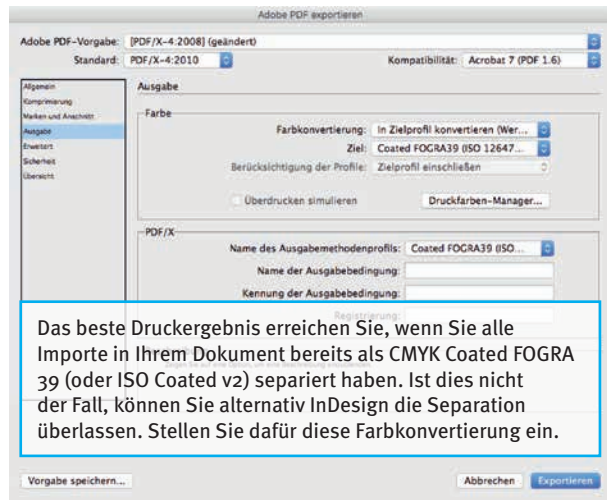 Adobe PDF exportieren
Adobe PDF-Vorgabe: [PDF/X-4:2008] (geändert)
Standard: PDF/X-4:2010 Kompatibilität: Acrobat 7 (PDF 1.6)
Allgemein
Komprimierung
Marken und Anschnitt
Ausgabe
Erweitert
Sicherheit
Übersicht
Ausgabe
Farbe
Farbkonvertierung: In Zielprofil konvertieren (Wer...
Ziel: Coated FOGRA39 (ISO 12647...
Berücksichtigung der Profile: Zielprofil einschließen
Überdrucken simulieren Druckfarben-Manager...
PDF/X
Name des Ausgabemethodenprofils: Coated FOGRA39 (ISO...
Name der Ausgabebedingung:
Kennung der Ausgabebedingung:
Registrierung:
Das beste Druckergebnis erreichen Sie, wenn Sie alle
Importe in Ihrem Dokument bereits als CMYK Coated FOGRA
39 (oder ISO Coated v2) separiert haben. Ist dies nicht
der Fall, können Sie alternativ InDesign die Separation
überlassen. Stellen Sie dafür diese Farbkonvertierung ein.
Vorgabe speichern... Abbrechen Exportieren